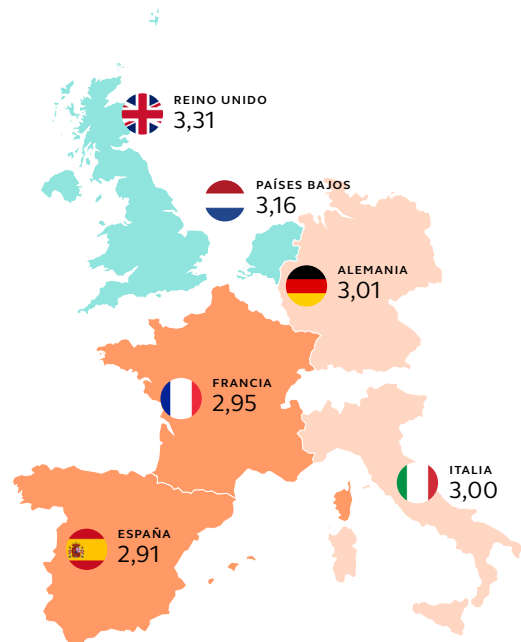 REINO UNIDO
3,31
PAÍSES BAJOS
3,16
ALEMANIA
3,01
FRANCIA
2,95
ITALIA
3,00
ESPAÑA
2,91